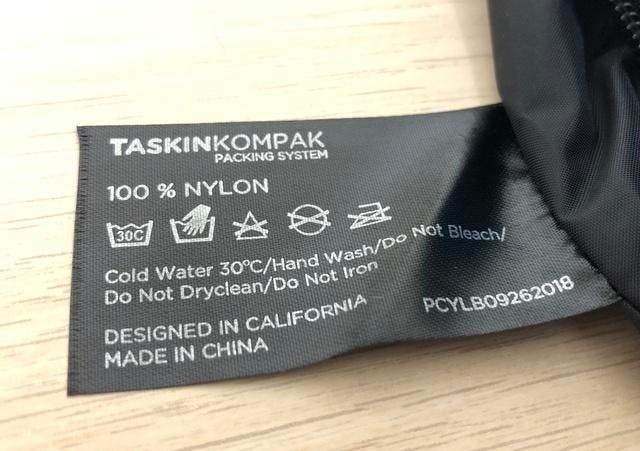 TASKINKOMPAK
PACKING SYSTEM
100 % NYLON
30C
Cold Water 30ºC/Hand Wash/Do Not Bleach/
Do Not Dryclean/Do Not Iron
PCYLB09262018
DESIGNED IN CALIFORNIA
MADE IN CHINA